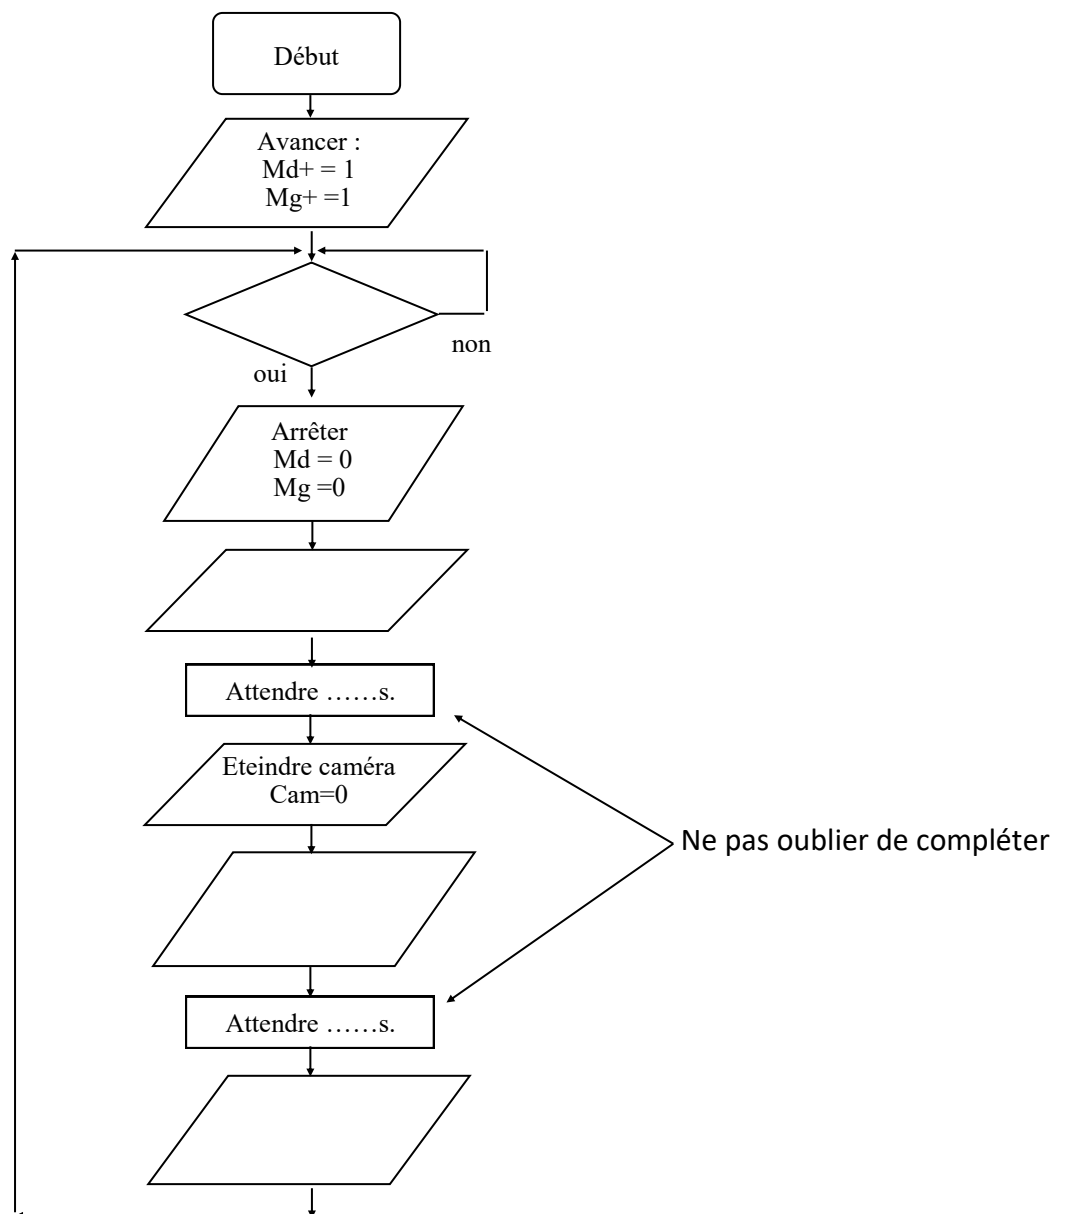 Début
Avancer :
Md+ = 1
Mg+ =1
non
oui
Arrêter
Md = 0
Mg =0
Attendre ……s.
Eteindre caméra
Cam=0
Ne pas oublier de compléter
Attendre ……s.